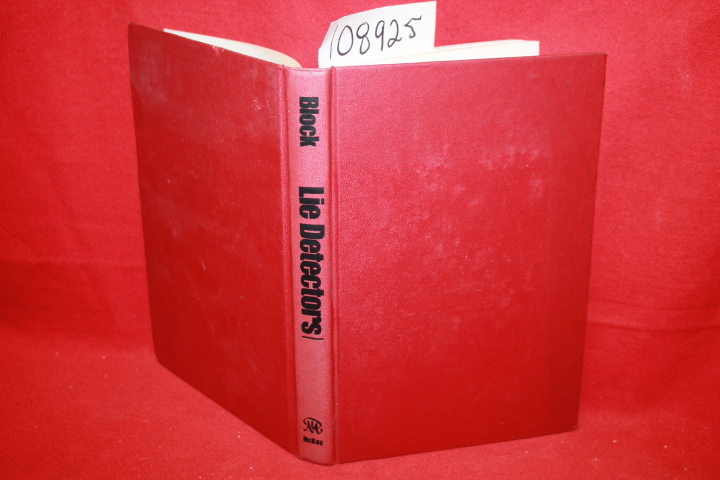 108925
Block
Lie Detectors
McKay